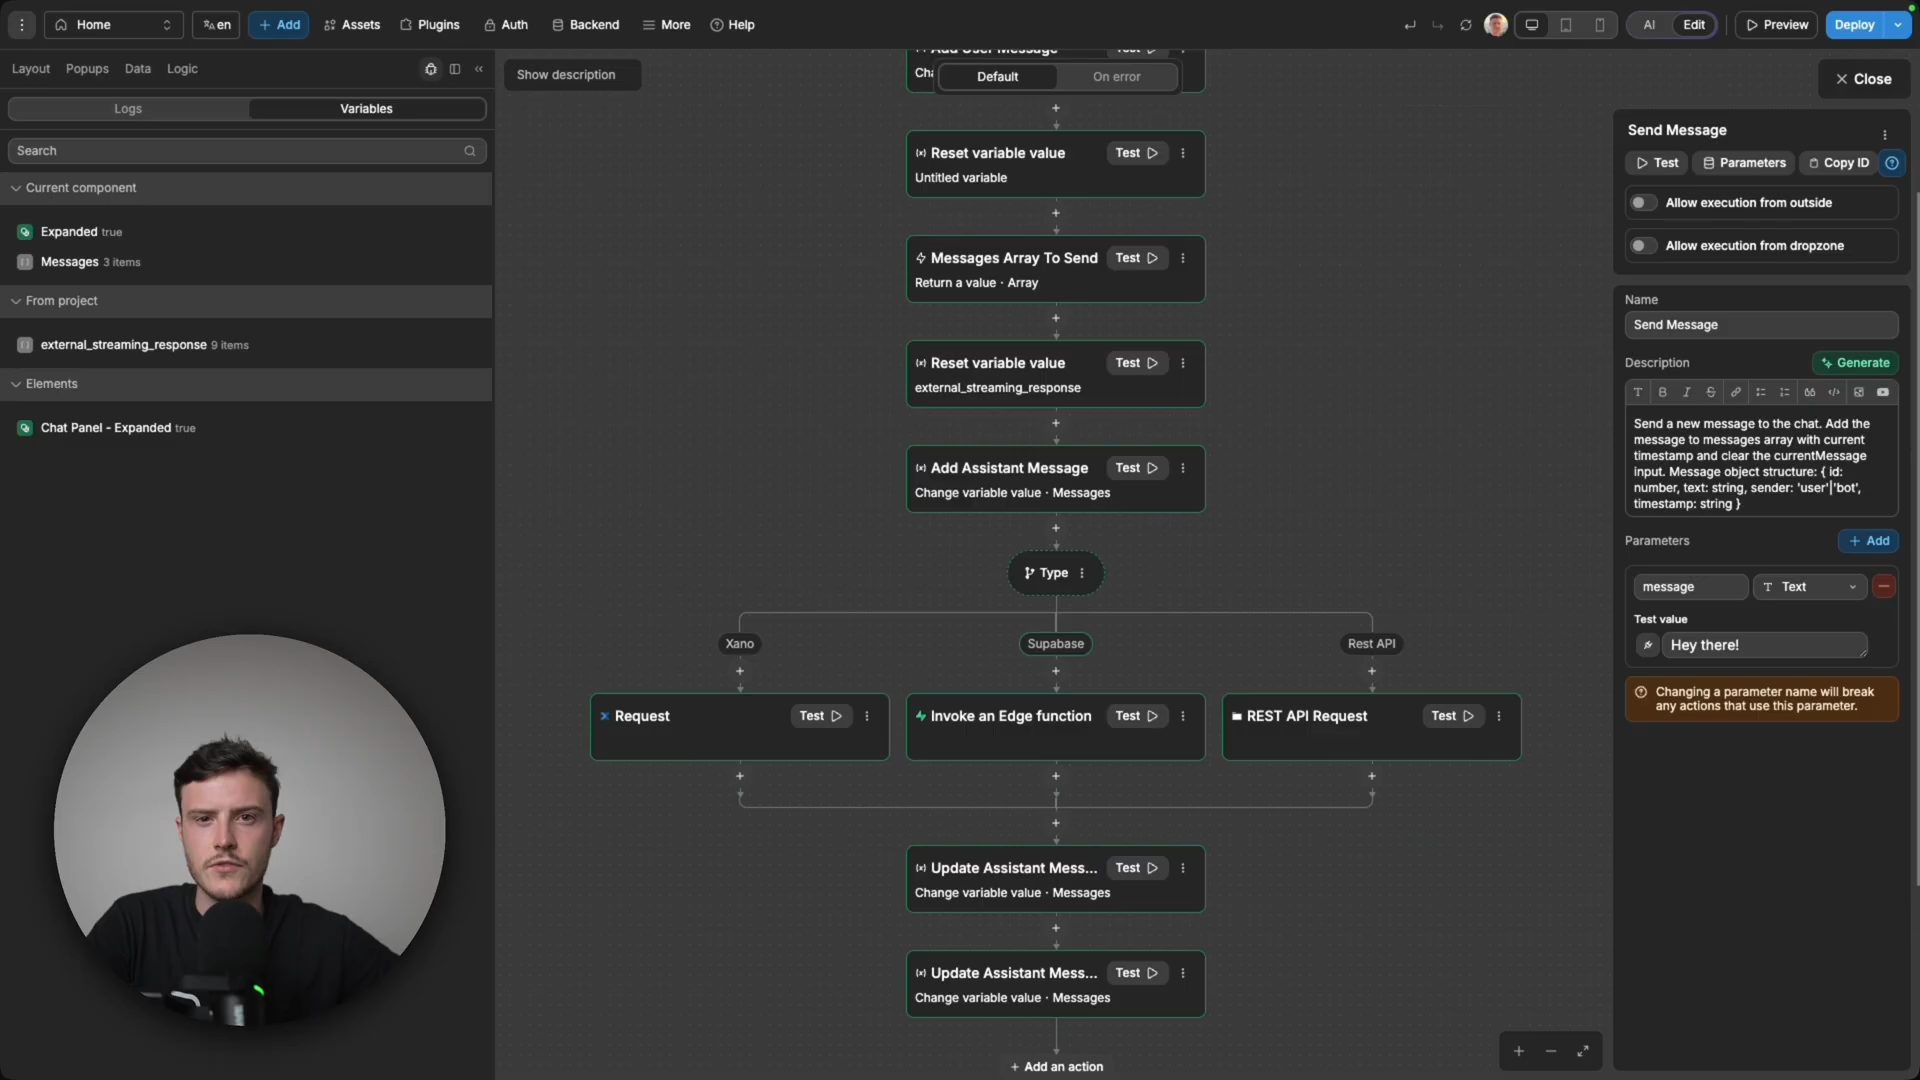 Home
en
+ Add
Assets
Plugins
Auth
Backend
More
Help
AI
Edit
Preview
Deploy
Layout
Popups
Data
Logic
Logs
Variables
Search
Current component
Expanded true
Messages 3 items
From project
external_streaming_response 9 items
Elements
Chat Panel - Expanded true
Show description
Add User Message
Test
Cha
Default
On error
Reset variable value
Test
Untitled variable
Messages Array To Send
Test
Return a value · Array
Reset variable value
Test
external_streaming_response
Add Assistant Message
Test
Change variable value · Messages
Type
Xano
Supabase
Rest API
Request
Test
Invoke an Edge function
Test
REST API Request
Test
Update Assistant Mess...
Test
Change variable value · Messages
Update Assistant Mess...
Test
Change variable value · Messages
+ Add an action
Close
Send Message
Test
Parameters
Copy ID
Allow execution from outside
Allow execution from dropzone
Name
Send Message
Description
Generate
Send a new message to the chat. Add the
message to messages array with current
timestamp and clear the currentMessage
input. Message object structure: { id:
number, text: string, sender: 'user'|'bot',
timestamp: string }
Parameters
+ Add
message
Text
Test value
Hey there!
Changing a parameter name will break
any actions that use this parameter.